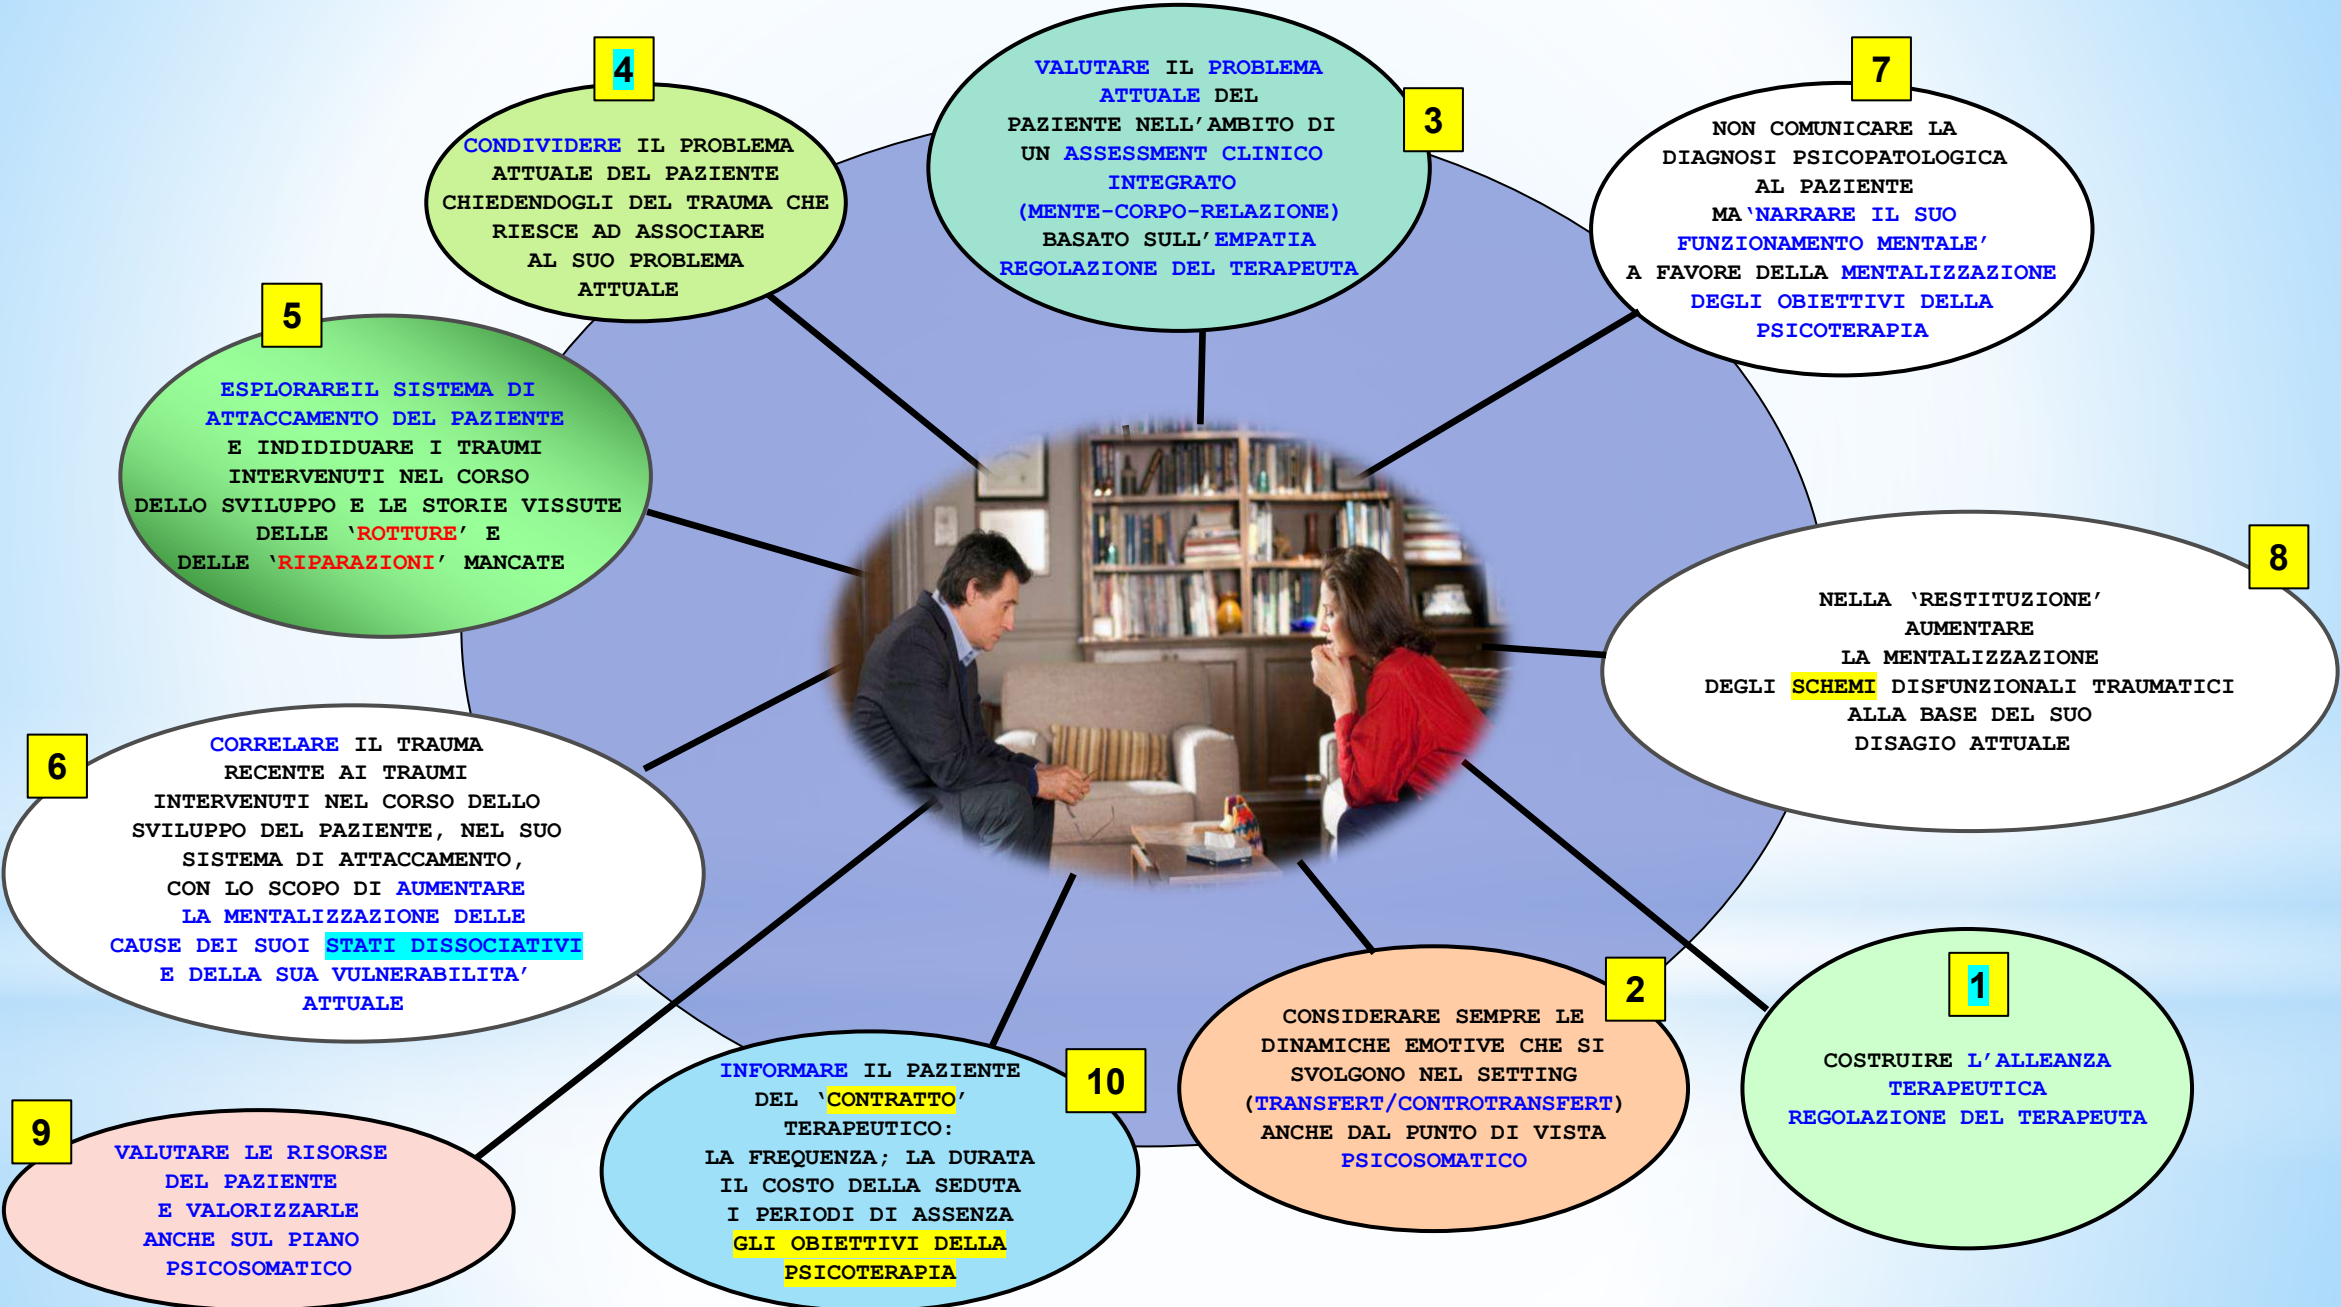 4
CONDIVIDERE IL PROBLEMA
ATTUALE DEL PAZIENTE
CHIEDENDOGLI DEL TRAUMA CHE
RIESCE AD ASSOCIARE
AL SUO PROBLEMA
ATTUALE
3
VALUTARE IL PROBLEMA
ATTUALE DEL
PAZIENTE NELL'AMBITO DI
UN ASSESSMENT CLINICO
INTEGRATO
(MENTE-CORPO-RELAZIONE)
BASATO SULL'EMPATIA
REGOLAZIONE DEL TERAPEUTA
7
NON COMUNICARE LA
DIAGNOSI PSICOPATOLOGICA
AL PAZIENTE
MA‘NARRARE IL SUO
FUNZIONAMENTO MENTALE’
A FAVORE DELLA MENTALIZZAZIONE
DEGLI OBIETTIVI DELLA
PSICOTERAPIA
5
ESPLORAREIL SISTEMA DI
ATTACCAMENTO DEL PAZIENTE
E INDIDIDUARE I TRAUMI
INTERVENUTI NEL CORSO
DELLO SVILUPPO E LE STORIE VISSUTE
DELLE ‘ROTTURE’ E
DELLE ‘RIPARAZIONI’ MANCATE
8
NELLA ‘RESTITUZIONE’
AUMENTARE
LA MENTALIZZAZIONE
DEGLI SCHEMI DISFUNZIONALI TRAUMATICI
ALLA BASE DEL SUO
DISAGIO ATTUALE
6
CORRELARE IL TRAUMA
RECENTE AI TRAUMI
INTERVENUTI NEL CORSO DELLO
SVILUPPO DEL PAZIENTE, NEL SUO
SISTEMA DI ATTACCAMENTO,
CON LO SCOPO DI AUMENTARE
LA MENTALIZZAZIONE DELLE
CAUSE DEI SUOI STATI DISSOCIATIVI
E DELLA SUA VULNERABILITA’
ATTUALE
9
VALUTARE LE RISORSE
DEL PAZIENTE
E VALORIZZARLE
ANCHE SUL PIANO
PSICOSOMATICO
10
INFORMARE IL PAZIENTE
DEL ‘CONTRATTO’
TERAPEUTICO:
LA FREQUENZA; LA DURATA
IL COSTO DELLA SEDUTA
I PERIODI DI ASSENZA
GLI OBIETTIVI DELLA
PSICOTERAPIA
2
CONSIDERARE SEMPRE LE
DINAMICHE EMOTIVE CHE SI
SVOLGONO NEL SETTING
(TRANSFERT/CONTROTRANSFERT)
ANCHE DAL PUNTO DI VISTA
PSICOSOMATICO
1
COSTRUIRE L’ALLEANZA
TERAPEUTICA
REGOLAZIONE DEL TERAPEUTA